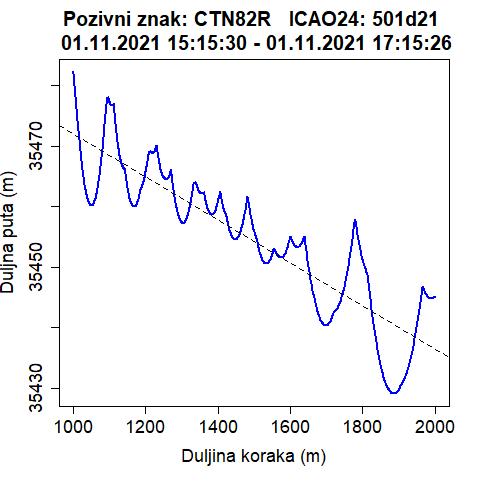 Pozivni znak: CTN82R   ICAO24: 501d21
01.11.2021 15:15:30 - 01.11.2021 17:15:26
Duljna puta (m)
35470
35450
35430
1000 1200 1400 1600 1800 2000
Duljina koraka (m)